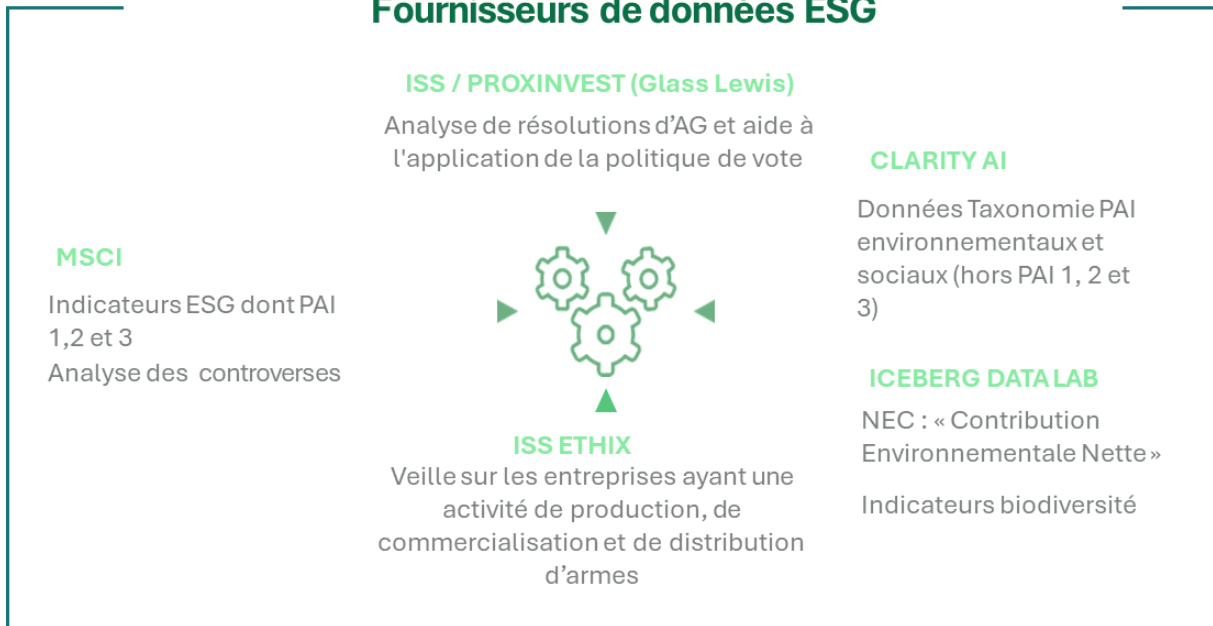 Fournisseurs de données ESG
ISS / PROXINVEST (Glass Lewis)
Analyse de résolutions d’AG et aide à
l'application de la politique de vote
MSCI
Indicateurs ESG dont PAI
1,2 et 3
Analyse des controverses
CLARITY AI
Données Taxonomie PAI
environnementaux et
sociaux (hors PAI 1, 2 et
3)
ICEBERG DATA LAB
NEC : « Contribution
Environnementale Nette »
Indicateurs biodiversité
ISS ETHIX
Veille sur les entreprises ayant une
activité de production, de
commercialisation et de distribution
d’armes